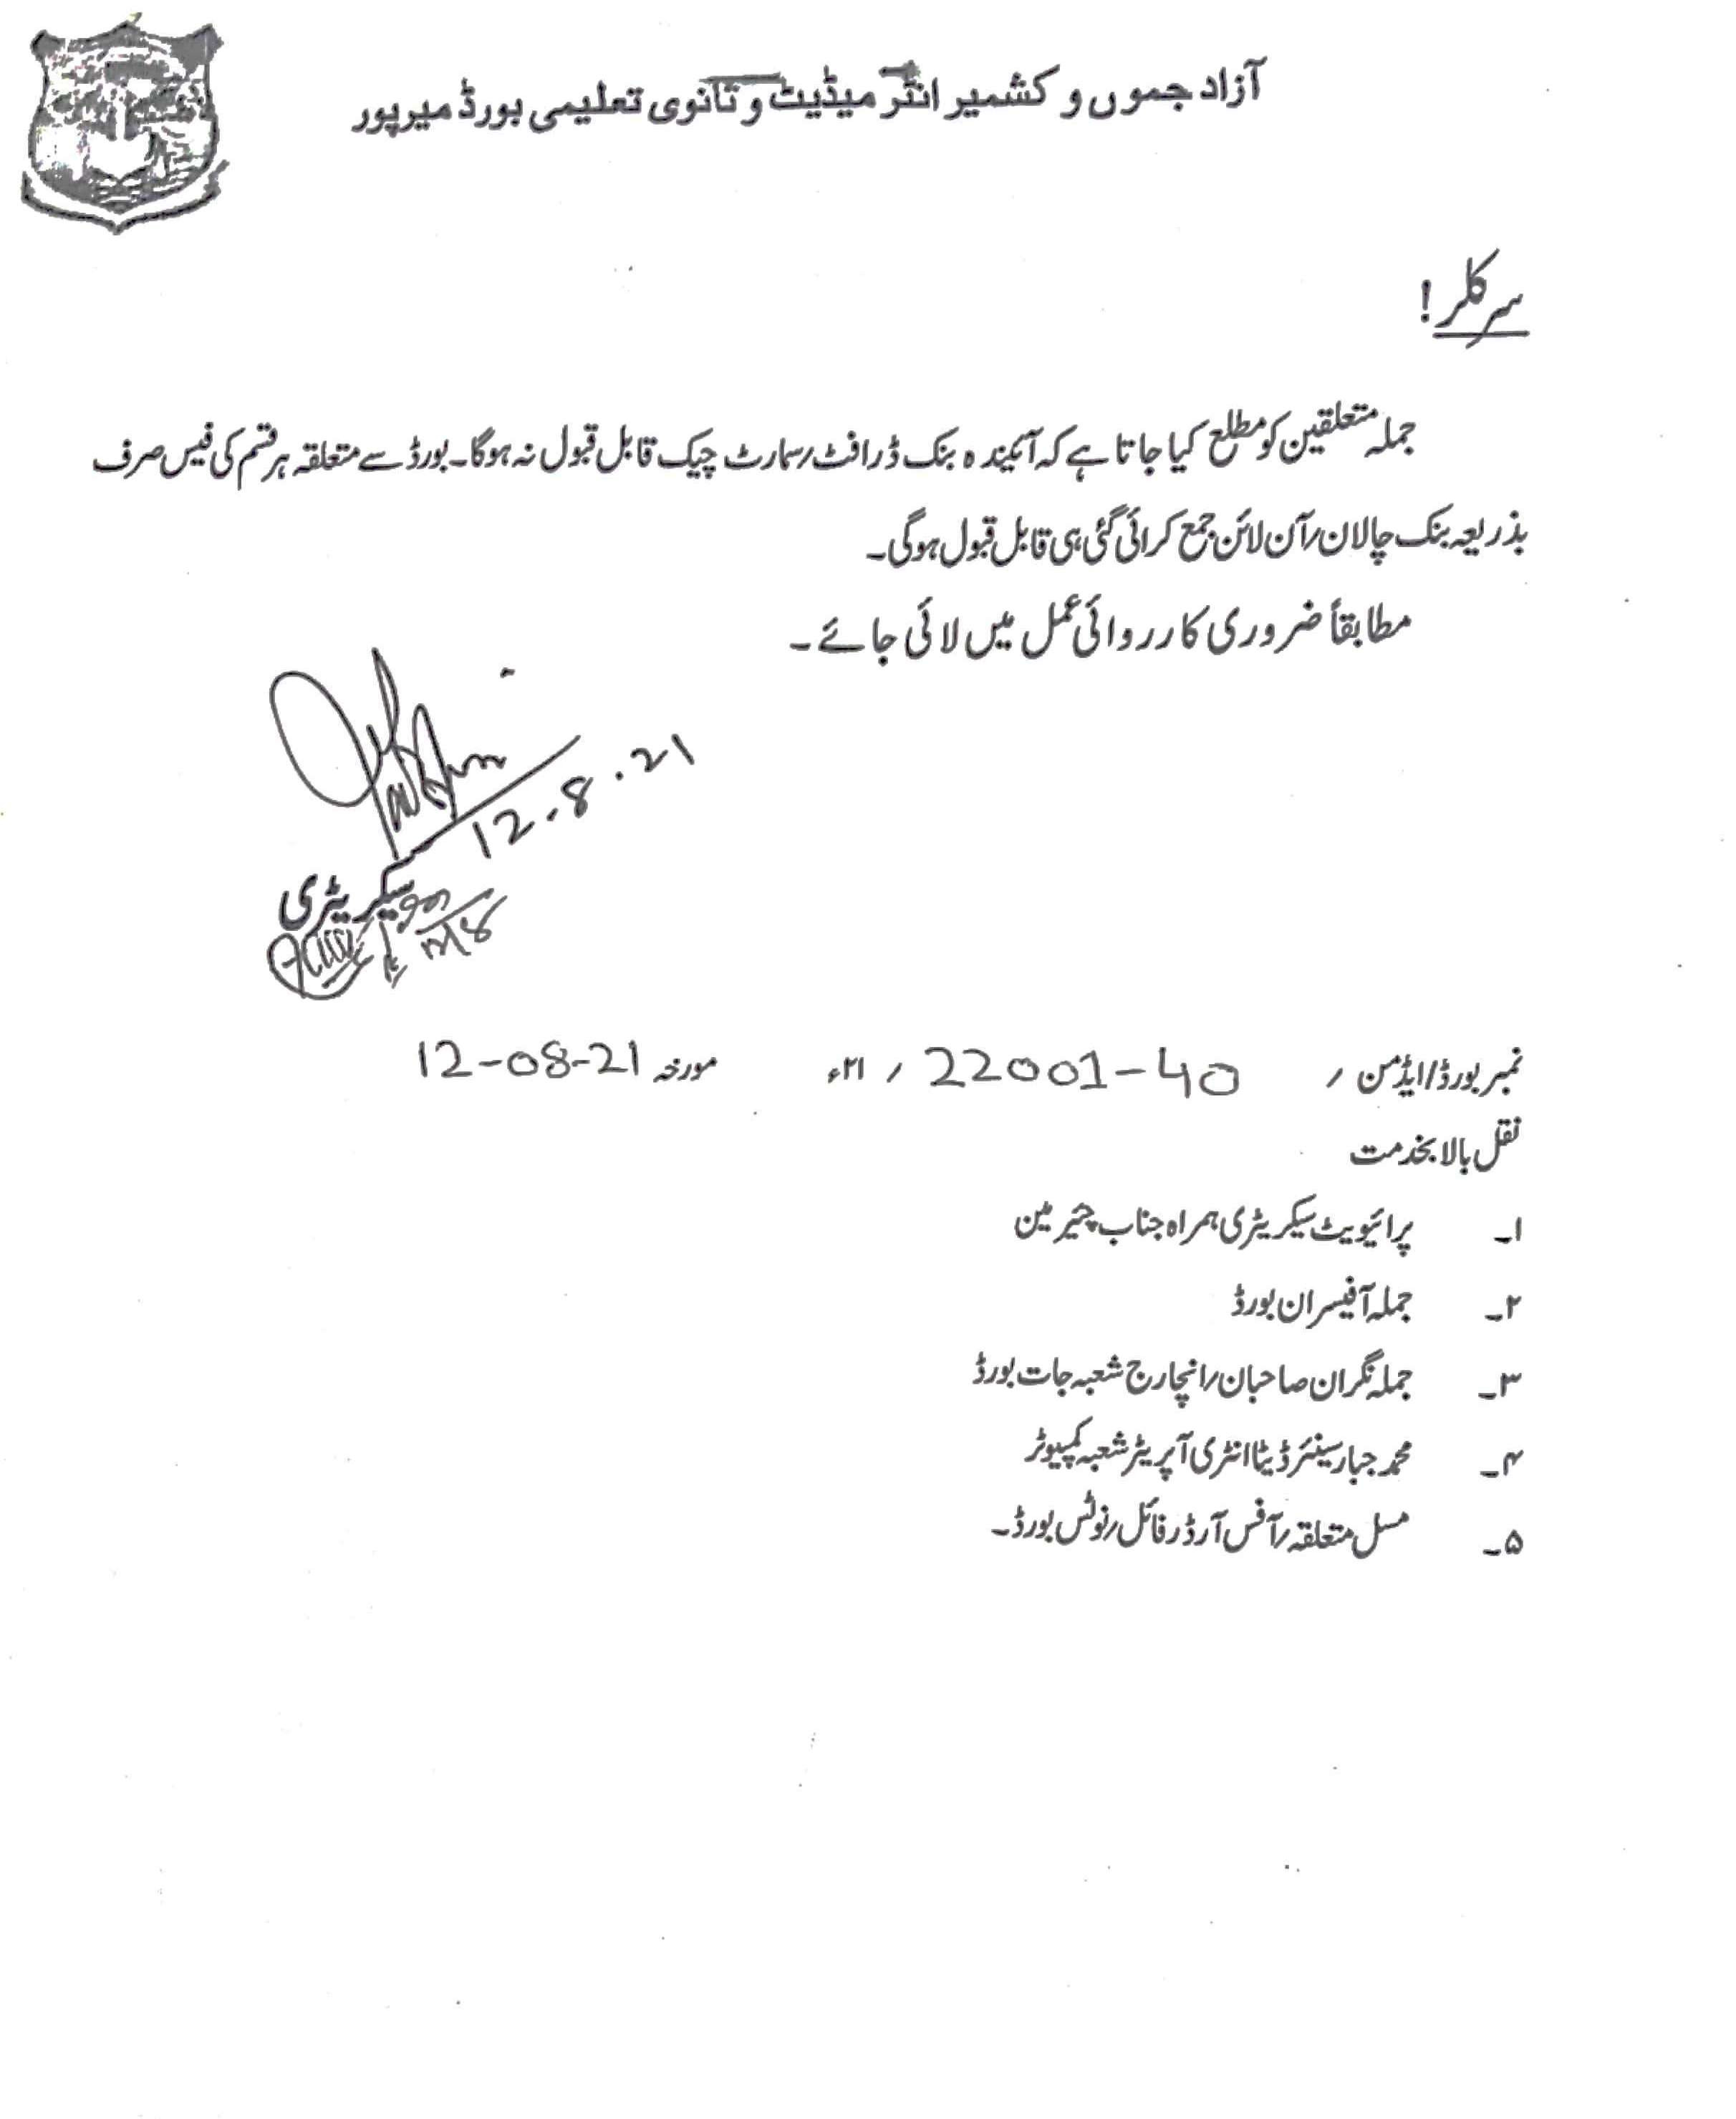 آزاد جموں و کشمیر انٹر میڈیٹ و ثانوی تعلیمی بورڈ میرپور
سرکلر!
جملہ متعلقین کو مطلع کیا جاتا ہے کہ آئیندہ بنک ڈرافٹ/سمارٹ چیک قابل قبول نہ ہوگا۔ بورڈ سے متعلقہ ہر قسم کی فیس صرف
بذریعہ بنک چالان/آن لائن جمع کرائی گئی ہی قابل قبول ہوگی۔
مطابقاً ضروری کارروائی عمل میں لائی جائے۔
12.8.21
سیکریٹری
نمبر بورڈ/ایڈمن / 22001-40 / ۲۱ء مورخہ 12-08-21
نقل بالا بخدمت
۱۔ پرائیویٹ سیکریٹری ہمراہ جناب چیئرمین
۲۔ جملہ آفیسران بورڈ
۳۔ جملہ نگران صاحبان/انچارج شعبہ جات بورڈ
۴۔ محمد جبار سینئر ڈیٹا انٹری آپریٹر شعبہ کمپیوٹر
۵۔ مسل متعلقہ/آفس آرڈر فائل/نوٹس بورڈ۔